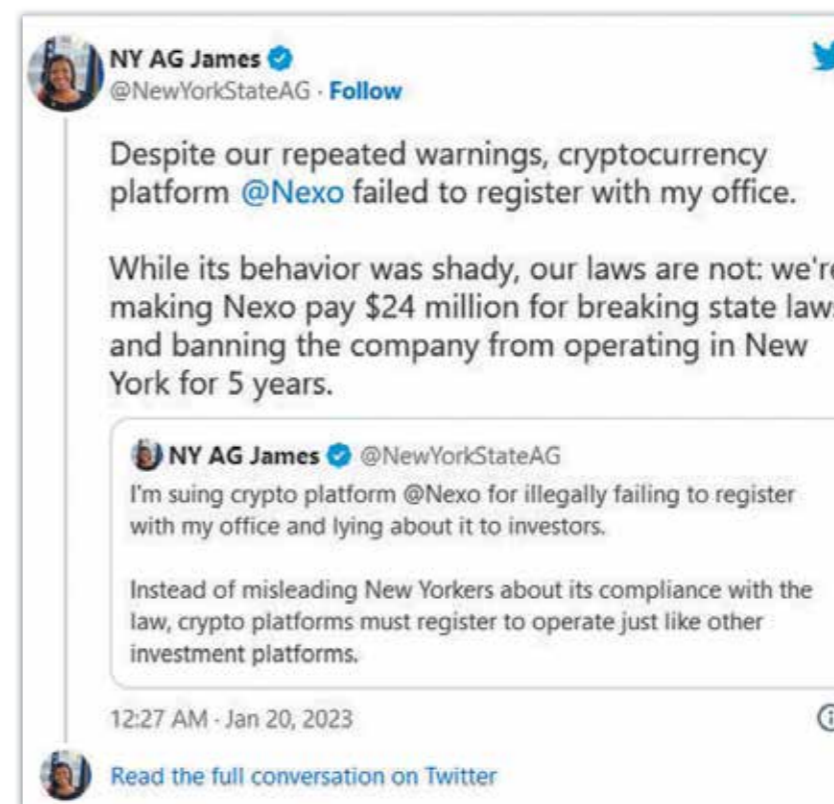 NY AG James
@NewYorkStateAG · Follow
Despite our repeated warnings, cryptocurrency
platform @Nexo failed to register with my office.
While its behavior was shady, our laws are not: we're
making Nexo pay $24 million for breaking state laws
and banning the company from operating in New
York for 5 years.
NY AG James @NewYorkStateAG
I'm suing crypto platform @Nexo for illegally failing to register
with my office and lying about it to investors.
Instead of misleading New Yorkers about its compliance with the
law, crypto platforms must register to operate just like other
investment platforms.
12:27 AM · Jan 20, 2023
Read the full conversation on Twitter